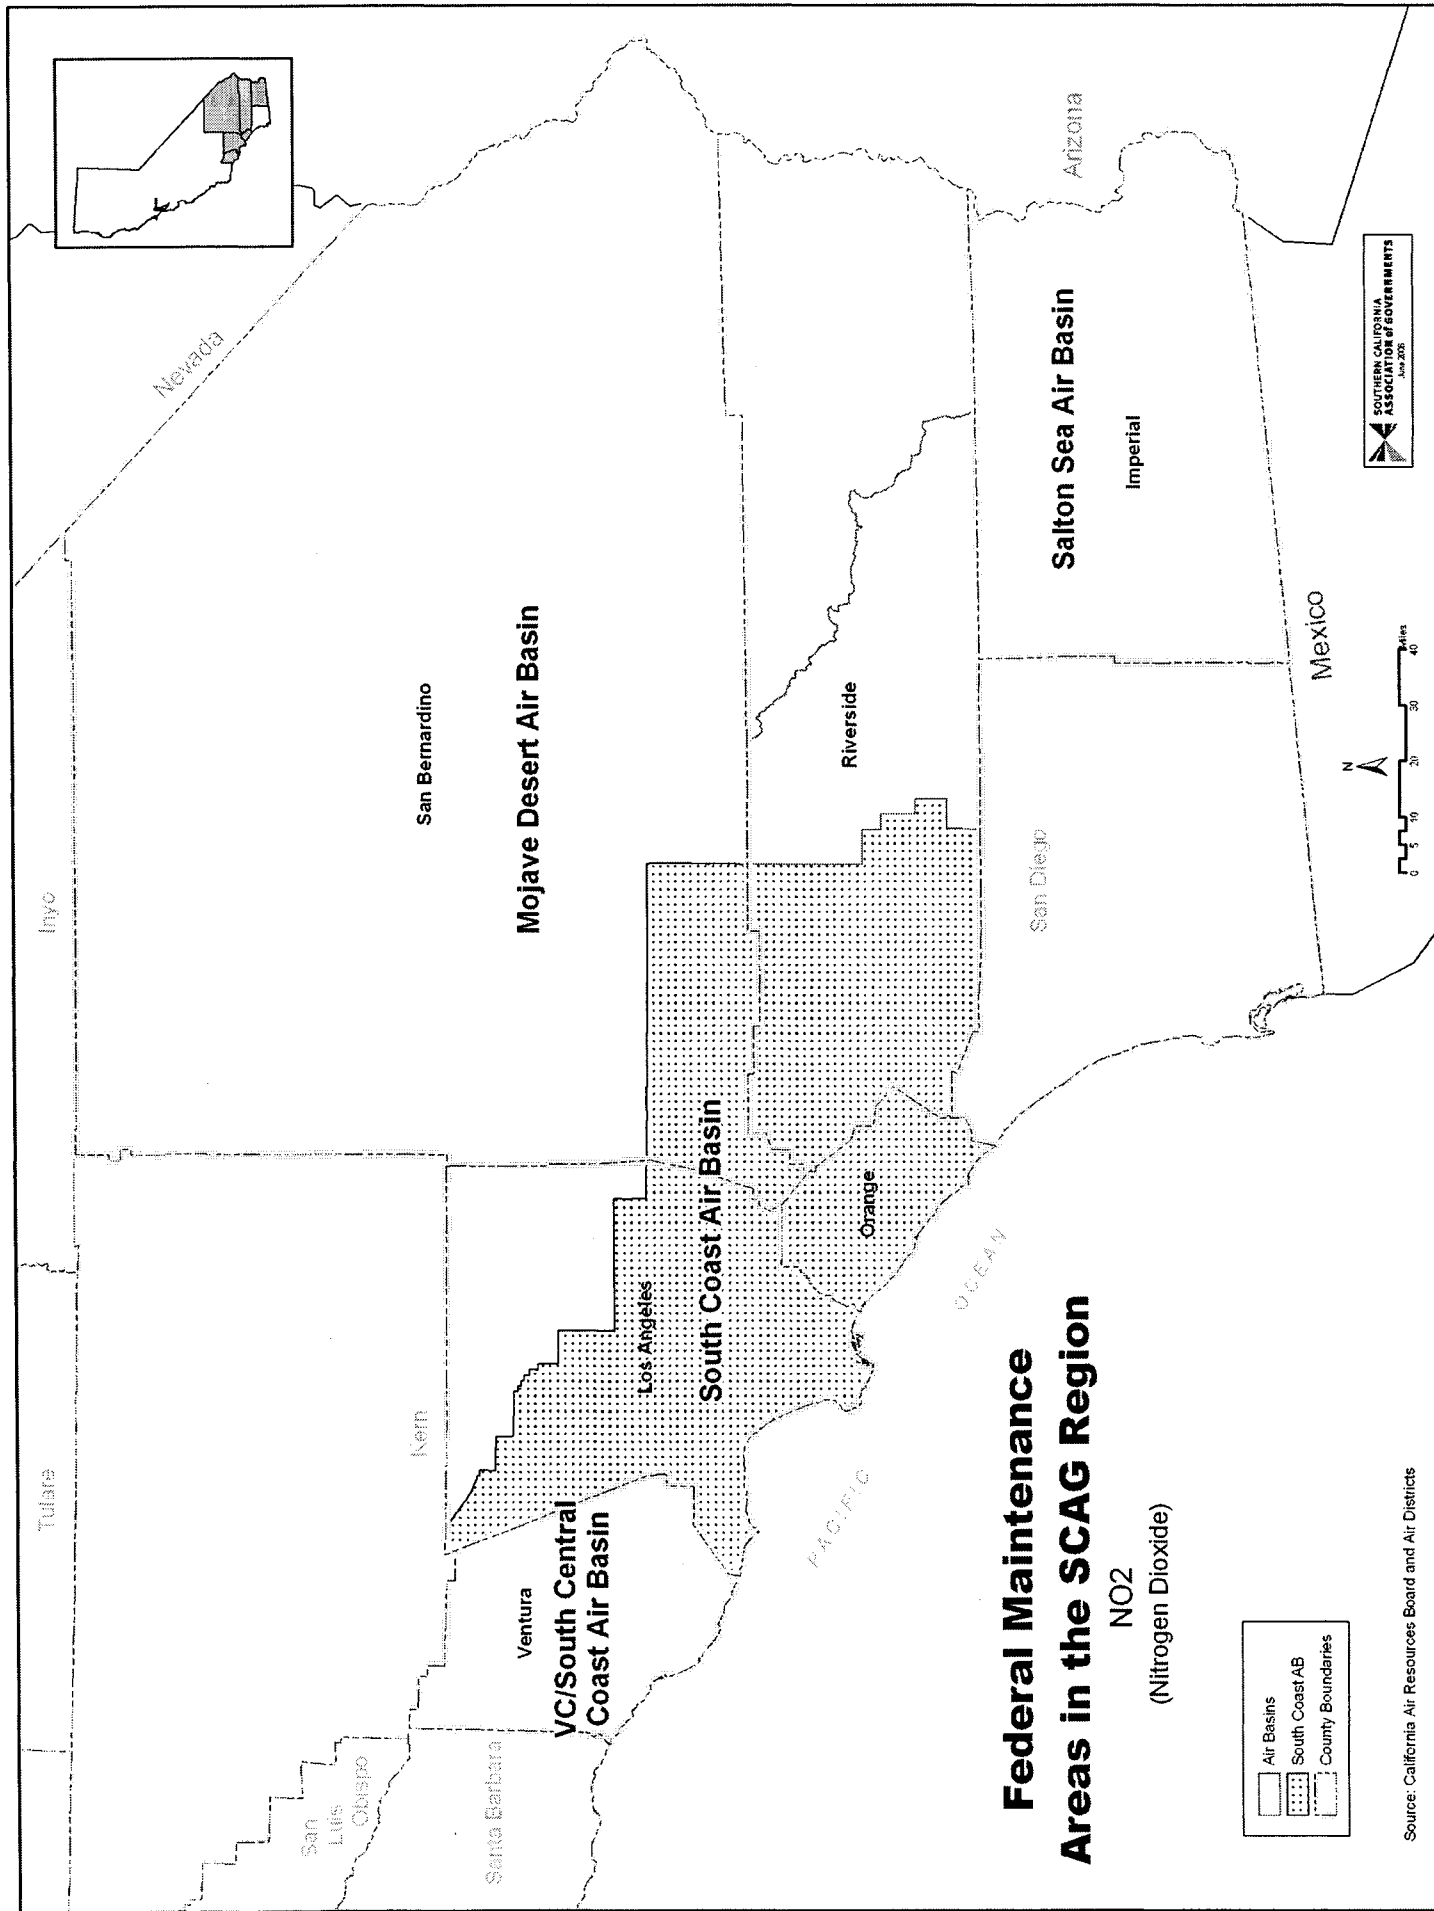 Nevada
Arizona
Inyo
Tulare
Kern
San
Luis
Obispo
Santa Barbara
San Bernardino
Mojave Desert Air Basin
Los Angeles
South Coast Air Basin
Ventura
VC/South Central
Coast Air Basin
Orange
Riverside
San Diego
Salton Sea Air Basin
Imperial
Mexico
PACIFIC
OCEAN
Federal Maintenance
Areas in the SCAG Region
NO2
(Nitrogen Dioxide)
Air Basins
South Coast AB
County Boundaries
Source: California Air Resources Board and Air Districts
N
0 5 10 20 30 40
Miles
SOUTHERN CALIFORNIA
ASSOCIATION of GOVERNMENTS
June 2006